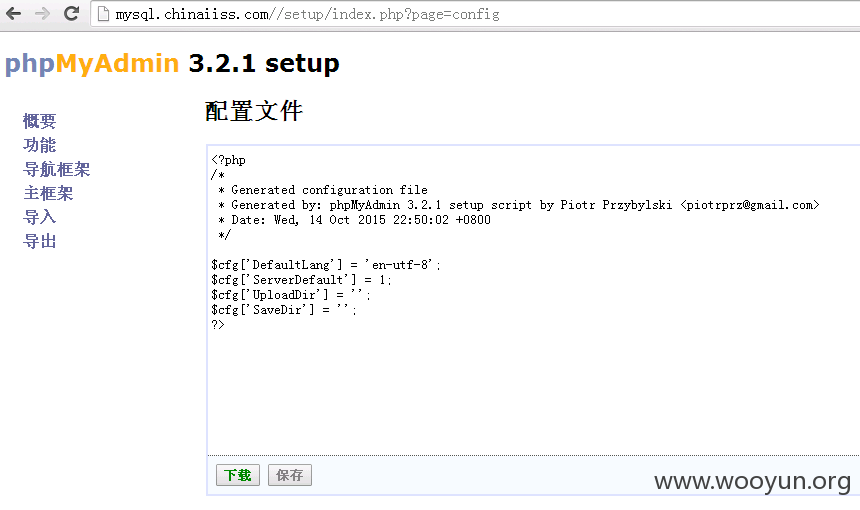 mysql.chinaiiss.com//setup/index.php?page=config
phpMyAdmin 3.2.1 setup
概要
功能
导航框架
主框架
导入
导出
配置文件
<?php
/*
 * Generated configuration file
 * Generated by: phpMyAdmin 3.2.1 setup script by Piotr Przybylski <piotrprz@gmail.com>
 * Date: Wed, 14 Oct 2015 22:50:02 +0800
 */
$cfg['DefaultLang'] = 'en-utf-8';
$cfg['ServerDefault'] = 1;
$cfg['UploadDir'] = '';
$cfg['SaveDir'] = '';
?>
下载 保存
www.wooyun.org